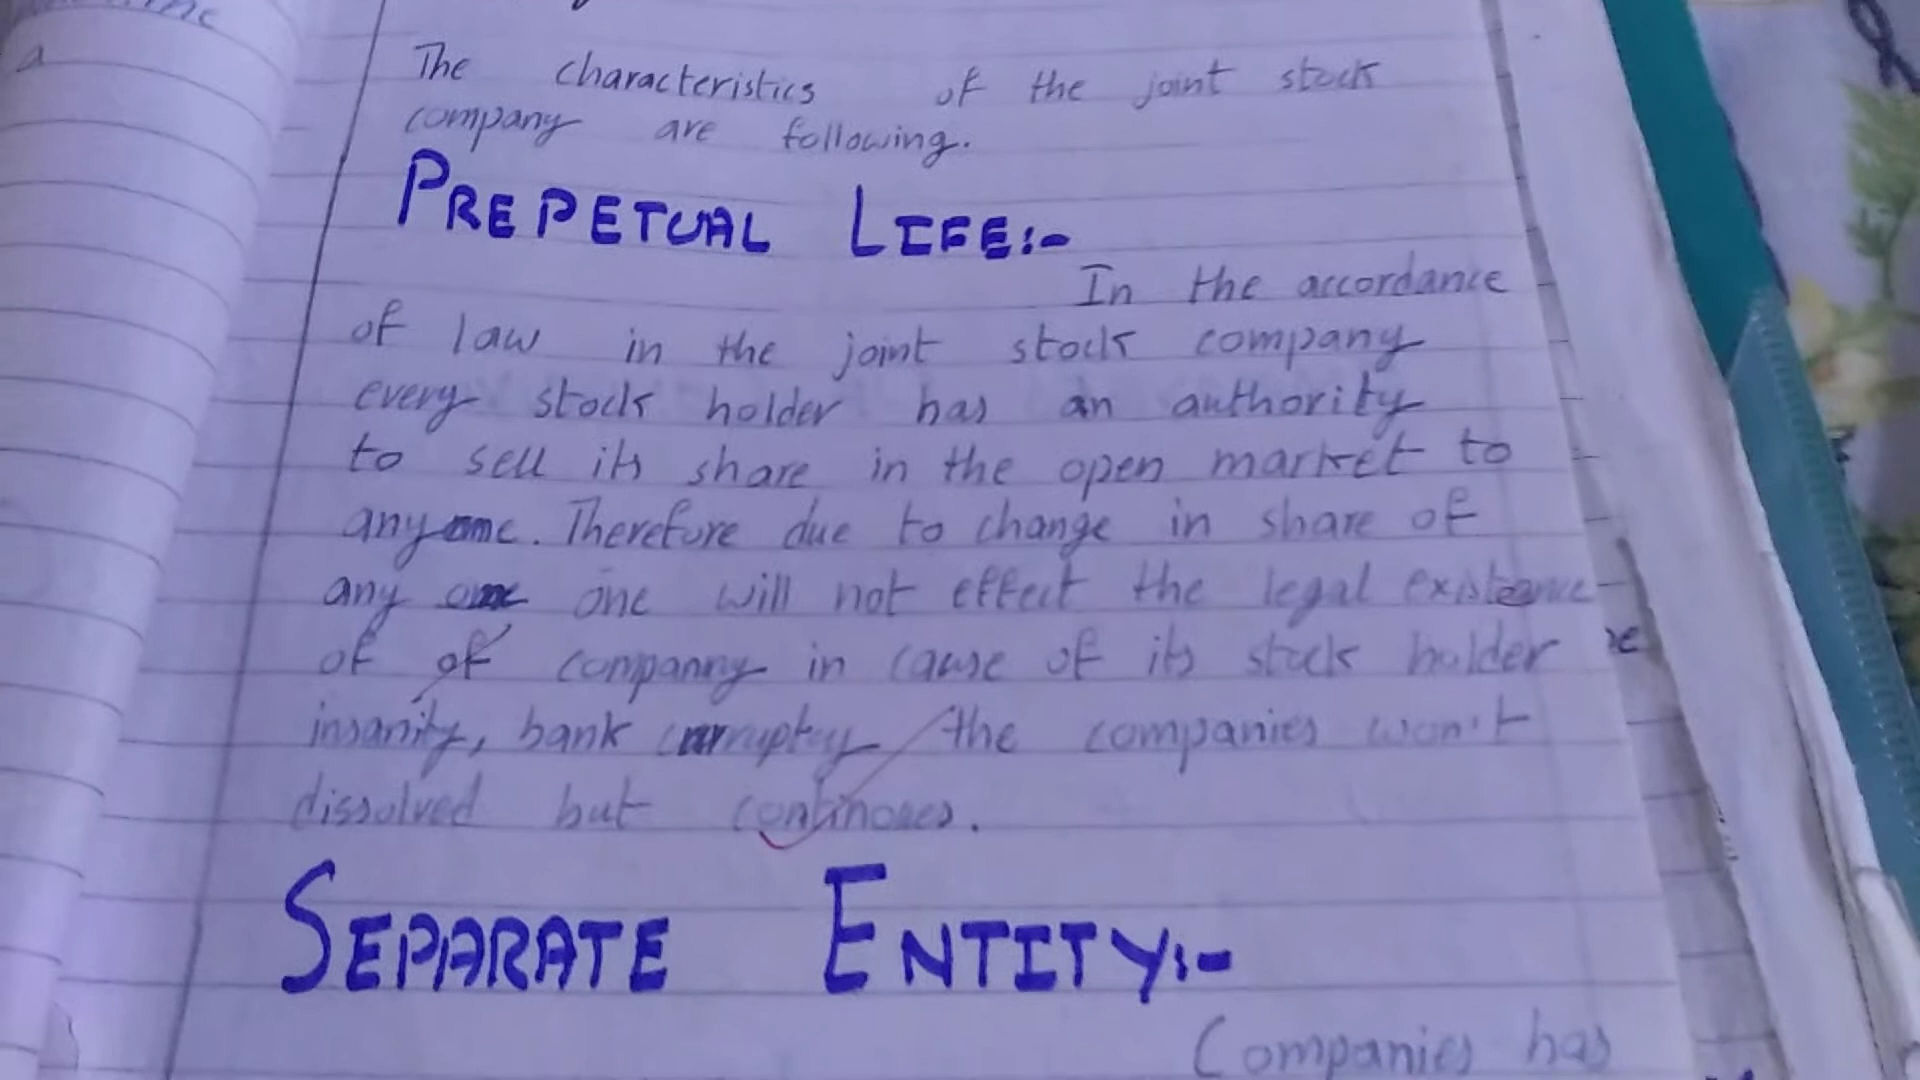 The characteristics of the joint stock
company are following.
PREPETUAL LIFE:-
In the accordance
of law in the joint stock company
every stock holder has an authority
to sell its share in the open market to
anyone. Therefore due to change in share of
any one will not effect the legal existence
of of companny in cause of its stock holder
insanity, bank curruptcy the companies won't
dissolved but continoues.
SEPARATE ENTITY:-
Companies has